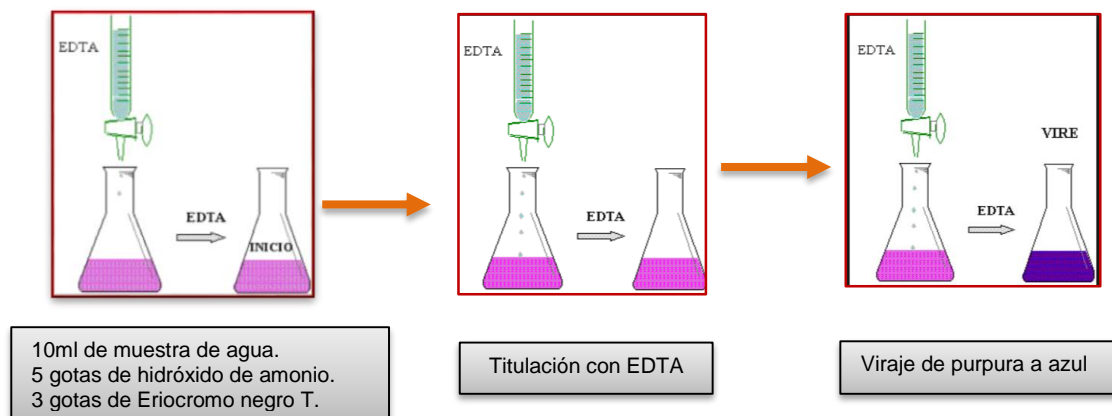 EDTA
EDTA
INICIO
EDTA
EDTA
EDTA
VIRE
EDTA
10ml de muestra de agua.
5 gotas de hidróxido de amonio.
3 gotas de Eriocromo negro T.
Titulación con EDTA
Viraje de purpura a azul